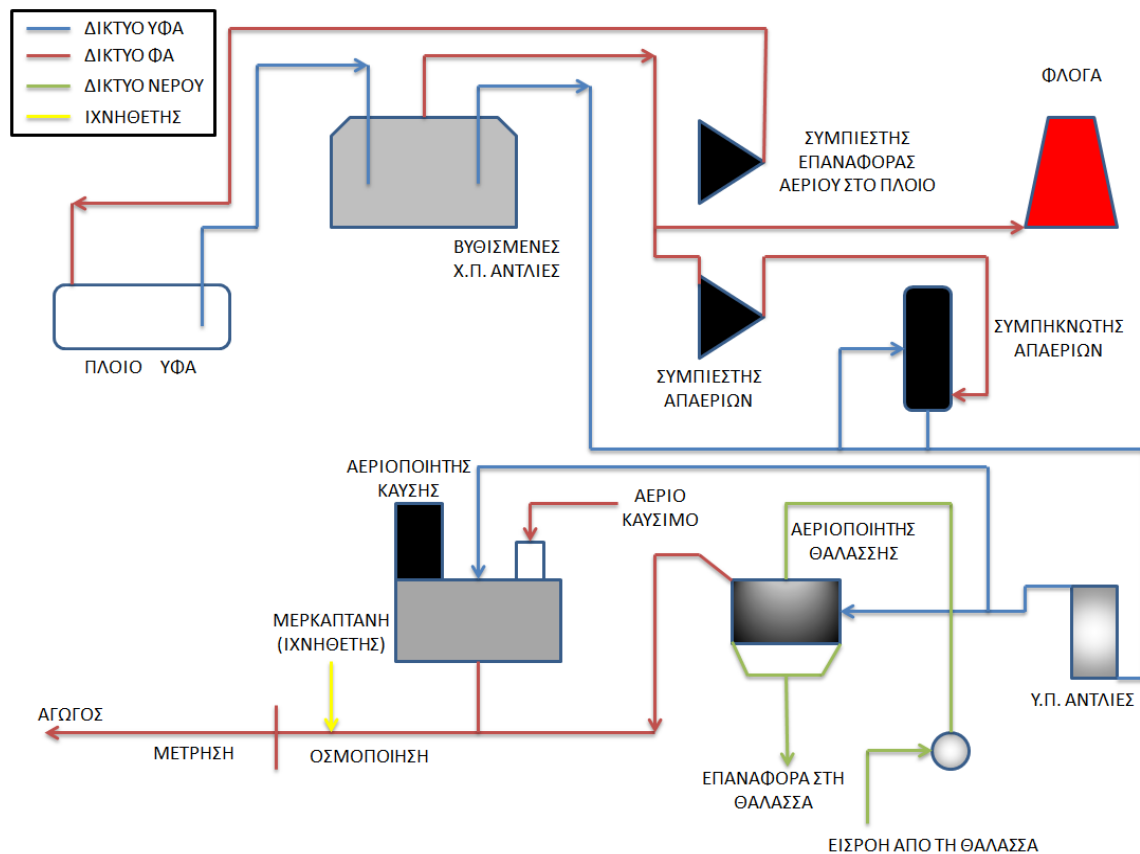 ΔΙΚΤΥΟ ΥΦΑ
ΔΙΚΤΥΟ ΦΑ
ΔΙΚΤΥΟ ΝΕΡΟΥ
ΙΧΝΗΘΕΤΗΣ
ΦΛΟΓΑ
ΣΥΜΠΙΕΣΤΗΣ
ΕΠΑΝΑΦΟΡΑΣ
ΑΕΡΙΟΥ ΣΤΟ ΠΛΟΙΟ
ΒΥΘΙΣΜΕΝΕΣ
Χ.Π. ΑΝΤΛΙΕΣ
ΠΛΟΙΟ ΥΦΑ
ΣΥΜΠΙΕΣΤΗΣ
ΑΠΑΕΡΙΩΝ
ΣΥΜΠΗΚΝΩΤΗΣ
ΑΠΑΕΡΙΩΝ
ΑΕΡΙΟΠΟΙΗΤΗΣ
ΚΑΥΣΗΣ
ΑΕΡΙΟ
ΚΑΥΣΙΜΟ
ΑΕΡΙΟΠΟΙΗΤΗΣ
ΘΑΛΑΣΣΗΣ
ΜΕΡΚΑΠΤΑΝΗ
(ΙΧΝΗΘΕΤΗΣ)
Υ.Π. ΑΝΤΛΙΕΣ
ΑΓΩΓΟΣ
ΜΕΤΡΗΣΗ
ΟΣΜΟΠΟΙΗΣΗ
ΕΠΑΝΑΦΟΡΑ ΣΤΗ
ΘΑΛΑΣΣΑ
ΕΙΣΡΟΗ ΑΠΟ ΤΗ ΘΑΛΑΣΣΑ